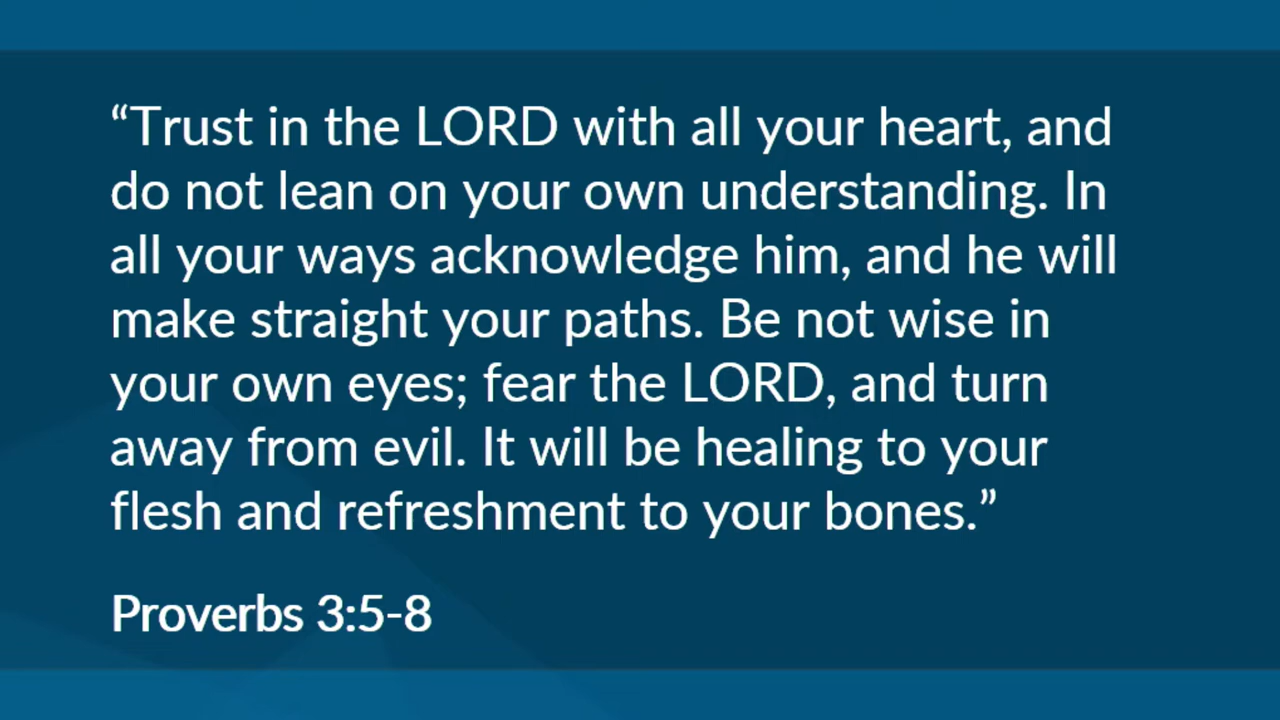 “Trust in the LORD with all your heart, and
do not lean on your own understanding. In
all your ways acknowledge him, and he will
make straight your paths. Be not wise in
your own eyes; fear the LORD, and turn
away from evil. It will be healing to your
flesh and refreshment to your bones.”
Proverbs 3:5-8